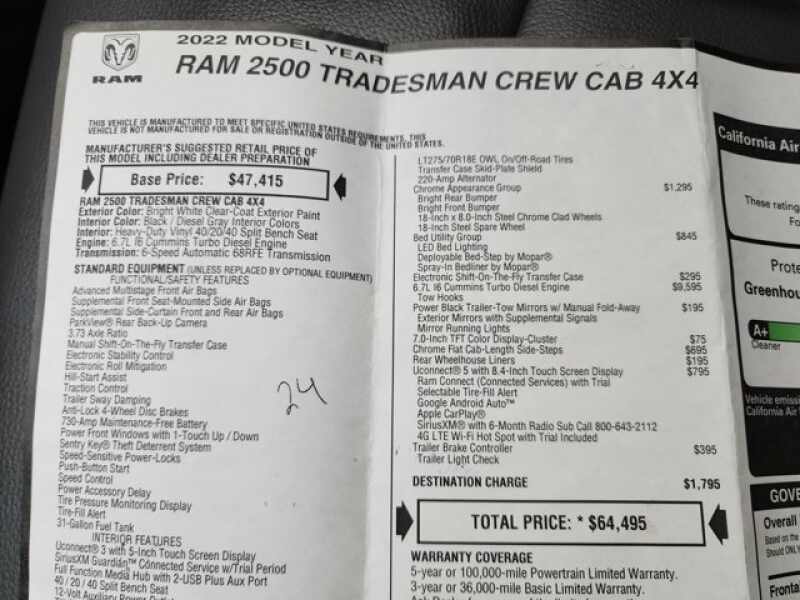 RAM
2022 MODEL YEAR
RAM 2500 TRADESMAN CREW CAB 4X4
THIS VEHICLE IS MANUFACTURED TO MEET SPECIFIC UNITED STATES REQUIREMENTS. THIS
VEHICLE IS NOT MANUFACTURED FOR SALE OR REGISTRATION OUTSIDE OF THE UNITED STATES.
MANUFACTURER'S SUGGESTED RETAIL PRICE OF
THIS MODEL INCLUDING DEALER PREPARATION
Base Price: $47,415
RAM 2500 TRADESMAN CREW CAB 4X4
Exterior Color: Bright White Clear-Coat Exterior Paint
Interior Color: Black / Diesel Gray Interior Colors
Interior: Heavy-Duty Vinyl 40/20/40 Split Bench Seat
Engine: 6.7L I6 Cummins Turbo Diesel Engine
Transmission: 6-Speed Automatic 68RFE Transmission
STANDARD EQUIPMENT (UNLESS REPLACED BY OPTIONAL EQUIPMENT)
FUNCTIONAL/SAFETY FEATURES
Advanced Multistage Front Air Bags
Supplemental Front Seat-Mounted Side Air Bags
Supplemental Side-Curtain Front and Rear Air Bags
ParkView® Rear Back-Up Camera
3.73 Axle Ratio
Manual Shift-On-The-Fly Transfer Case
Electronic Stability Control
Electronic Roll Mitigation
Hill-Start Assist
Traction Control
Trailer Sway Damping
Anti-Lock 4-Wheel Disc Brakes
730-Amp Maintenance-Free Battery
Power Front Windows with 1-Touch Up / Down
Sentry Key® Theft Deterrent System
Speed-Sensitive Power-Locks
Push-Button Start
Speed Control
Power Accessory Delay
Tire Pressure Monitoring Display
Tire-Fill Alert
31-Gallon Fuel Tank
INTERIOR FEATURES
Uconnect® 3 with 5-Inch Touch Screen Display
SiriusXM Guardian™ Connected Service w/Trial Period
Full Function Media Hub with 2-USB Plus Aux Port
40 / 20 / 40 Split Bench Seat
12-Volt Auxiliary Power
24
LT275/70R18E OWL On/Off-Road Tires
Transfer Case Skid-Plate Shield
220-Amp Alternator
Chrome Appearance Group $1,295
Bright Rear Bumper
Bright Front Bumper
18-Inch x 8.0-Inch Steel Chrome Clad Wheels
18-Inch Steel Spare Wheel
Bed Utility Group $845
LED Bed Lighting
Deployable Bed-Step by Mopar®
Spray-In Bedliner by Mopar®
Electronic Shift-On-The-Fly Transfer Case $295
6.7L I6 Cummins Turbo Diesel Engine $9,595
Tow Hooks
Power Black Trailer-Tow Mirrors w/ Manual Fold-Away $195
Exterior Mirrors with Supplemental Signals
Mirror Running Lights
7.0-Inch TFT Color Display-Cluster $75
Chrome Flat Cab-Length Side-Steps $695
Rear Wheelhouse Liners $195
Uconnect® 5 with 8.4-Inch Touch Screen Display $795
Ram Connect (Connected Services) with Trial
Selectable Tire-Fill Alert
Google Android Auto™
Apple CarPlay®
SiriusXM® with 6-Month Radio Sub Call 800-643-2112
4G LTE Wi-Fi Hot Spot with Trial Included
Trailer Brake Controller $395
Trailer Light Check
DESTINATION CHARGE $1,795
TOTAL PRICE: * $64,495
WARRANTY COVERAGE
5-year or 100,000-mile Powertrain Limited Warranty.
3-year or 36,000-mile Basic Limited Warranty.
California Air
These rating
Fo
Prote
Greenhou
A+
Cleaner
Vehicle emissi
California Air
GOVE
Overall
Based on the
Should ONLY
Fronta